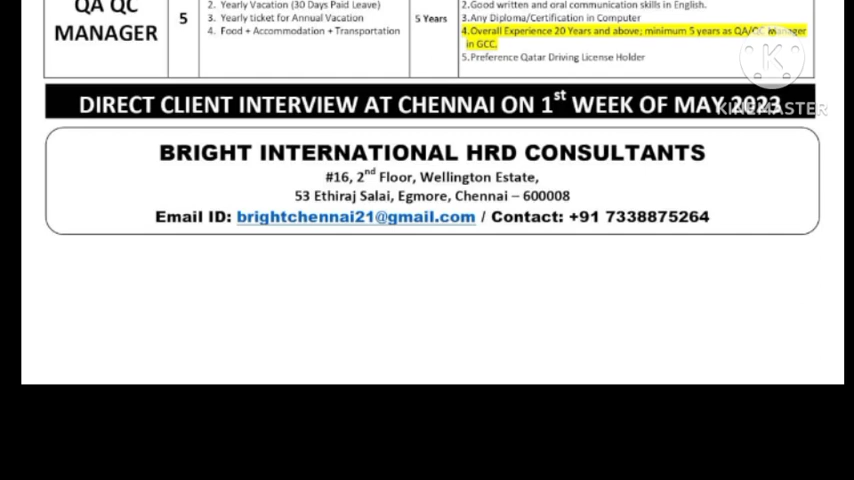 QA QC
MANAGER
5
2. Yearly Vacation (30 Days Paid Leave)
3. Yearly ticket for Annual Vacation
4. Food + Accommodation + Transportation
5 Years
2.Good written and oral communication skills in English.
3.Any Diploma/Certification in Computer
4.Overall Experience 20 Years and above; minimum 5 years as QA/QC Manager
in GCC.
5.Preference Qatar Driving License Holder
K
KINEMASTER
DIRECT CLIENT INTERVIEW AT CHENNAI ON 1st WEEK OF MAY 2023
BRIGHT INTERNATIONAL HRD CONSULTANTS
#16, 2nd Floor, Wellington Estate,
53 Ethiraj Salai, Egmore, Chennai – 600008
Email ID: brightchennai21@gmail.com / Contact: +91 7338875264